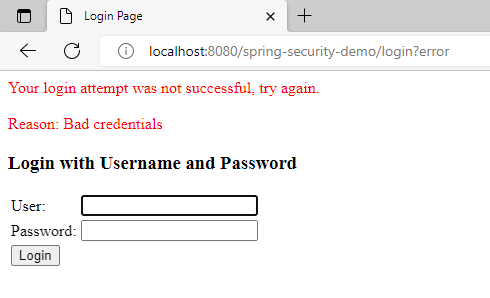 Login Page
localhost:8080/spring-security-demo/login?error
Your login attempt was not successful, try again.
Reason: Bad credentials
Login with Username and Password
User:
Password:
Login